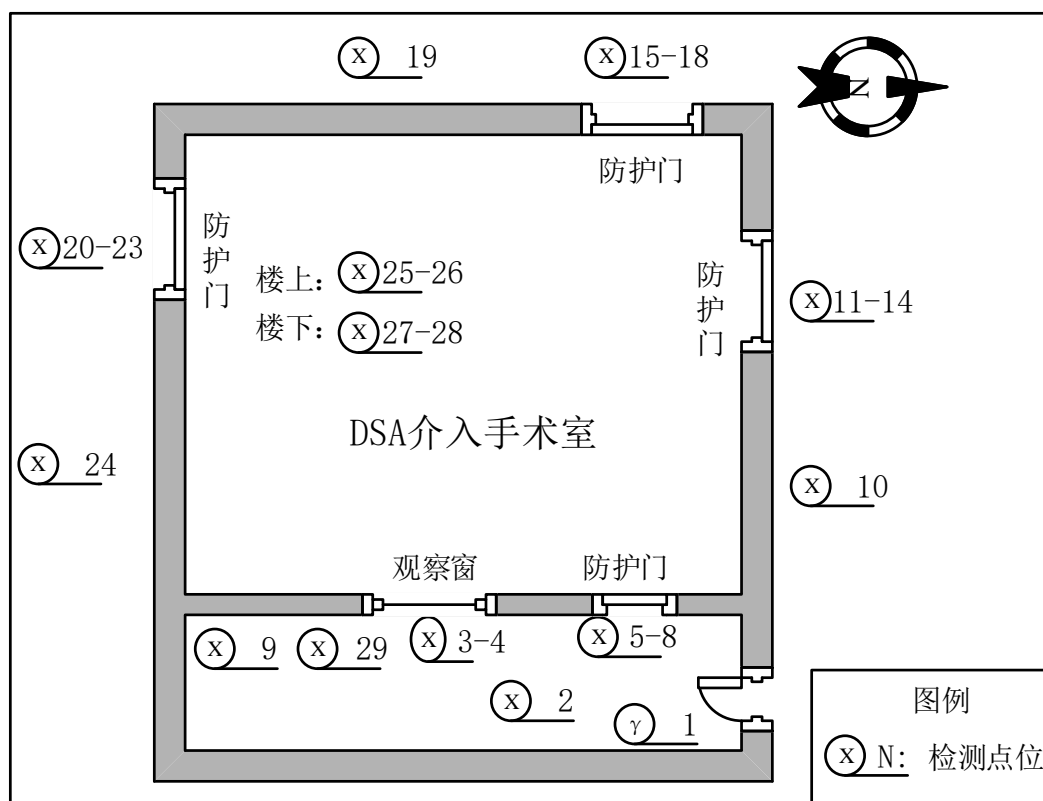 X 19
X 15-18
N
防护门
X 20-23
防护门
楼上: X 25-26
楼下: X 27-28
防护门
X 11-14
DSA介入手术室
X 24
X 10
观察窗
防护门
X 9
X 29
X 3-4
X 5-8
X 2
γ 1
图例
X N: 检测点位